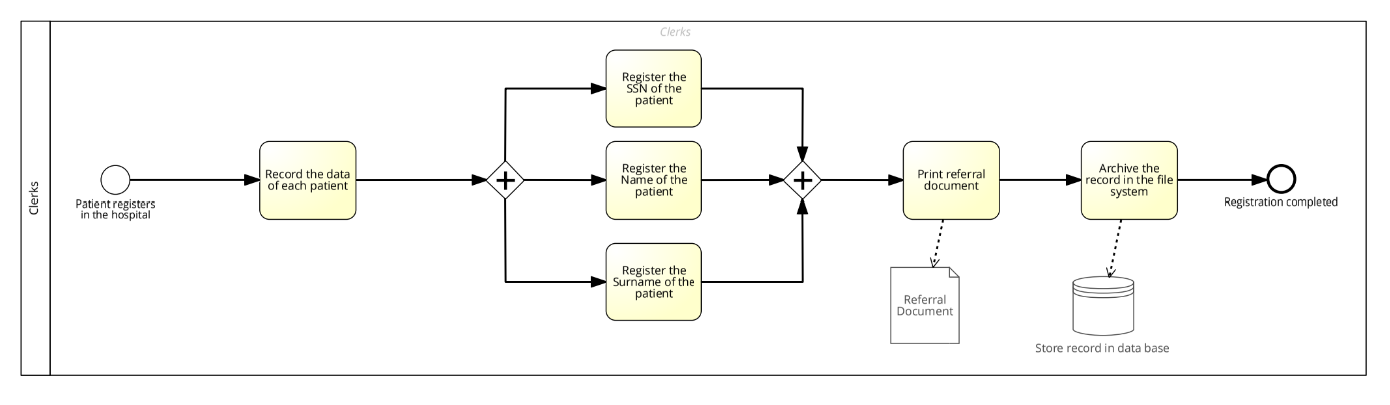 Clerks
Clerks
Patient registers
in the hospital
Record the data
of each patient
Register the
SSN of the
patient
Register the
Name of the
patient
Register the
Surname of the
patient
Print referral
document
Referral
Document
Archive the
record in the file
system
Store record in data base
Registration completed